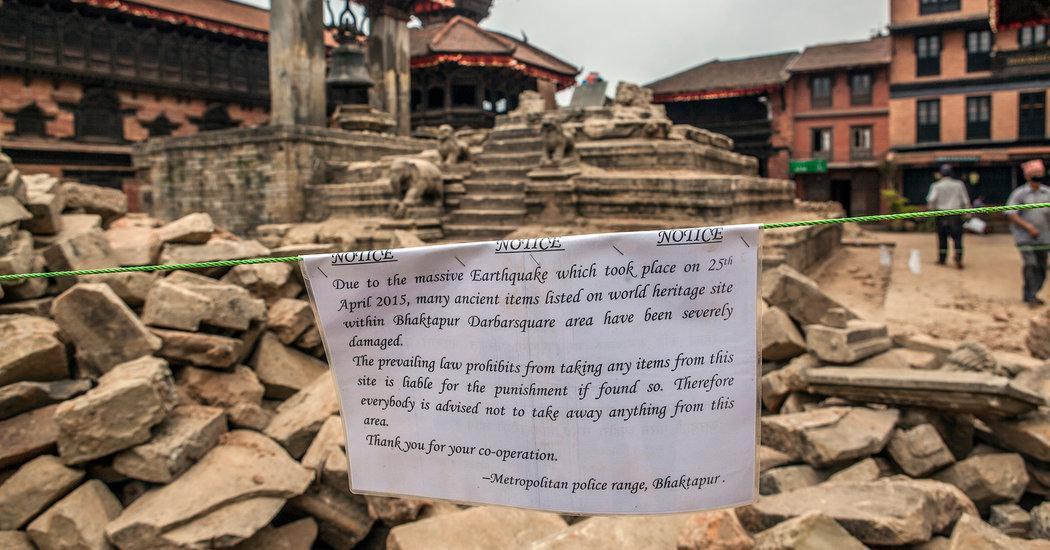 NOTICE NOTICE NOTICE
Due to the massive Earthquake which took place on 25th
April 2015, many ancient items listed on world heritage site
within Bhaktapur Darbarsquare area have been severely
damaged.
The prevailing law prohibits from taking any items from this
site is liable for the punishment if found so. Therefore
everybody is advised not to take away anything from this
area.
Thank you for your co-operation.
–Metropolitan police range, Bhaktapur.